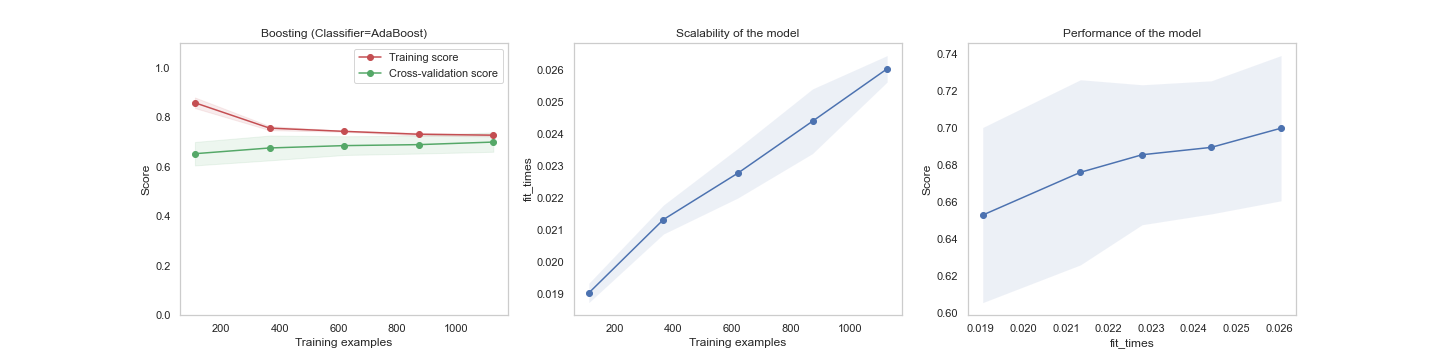 Boosting (Classifier=AdaBoost)
Training score
Cross-validation score
1.0
0.8
0.6
0.4
0.2
0.0
Score
200 400 600 800 1000
Training examples
Scalability of the model
0.026
0.025
0.024
0.023
0.022
0.021
0.020
0.019
fit_times
200 400 600 800 1000
Training examples
Performance of the model
0.74
0.72
0.70
0.68
0.66
0.64
0.62
0.60
Score
0.019 0.020 0.021 0.022 0.023 0.024 0.025 0.026
fit_times